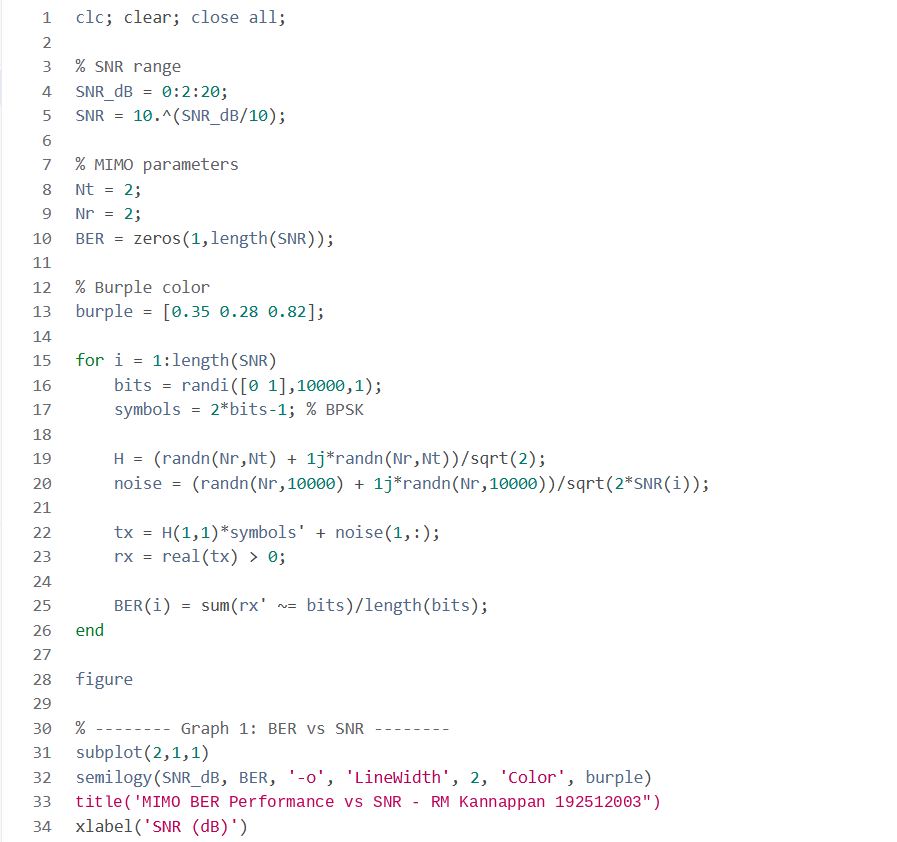 1 clc; clear; close all;
2
3 % SNR range
4 SNR_dB = 0:2:20;
5 SNR = 10.^(SNR_dB/10);
6
7 % MIMO parameters
8 Nt = 2;
9 Nr = 2;
10 BER = zeros(1,length(SNR));
11
12 % Burple color
13 burple = [0.35 0.28 0.82];
14
15 for i = 1:length(SNR)
16     bits = randi([0 1],10000,1);
17     symbols = 2*bits-1; % BPSK
18
19     H = (randn(Nr,Nt) + 1j*randn(Nr,Nt))/sqrt(2);
20     noise = (randn(Nr,10000) + 1j*randn(Nr,10000))/sqrt(2*SNR(i));
21
22     tx = H(1,1)*symbols' + noise(1,:);
23     rx = real(tx) > 0;
24
25     BER(i) = sum(rx' ~= bits)/length(bits);
26 end
27
28 figure
29
30 % -------- Graph 1: BER vs SNR --------
31 subplot(2,1,1)
32 semilogy(SNR_dB, BER, '-o', 'LineWidth', 2, 'Color', burple)
33 title('MIMO BER Performance vs SNR - RM Kannappan 192512003")
34 xlabel('SNR (dB)')